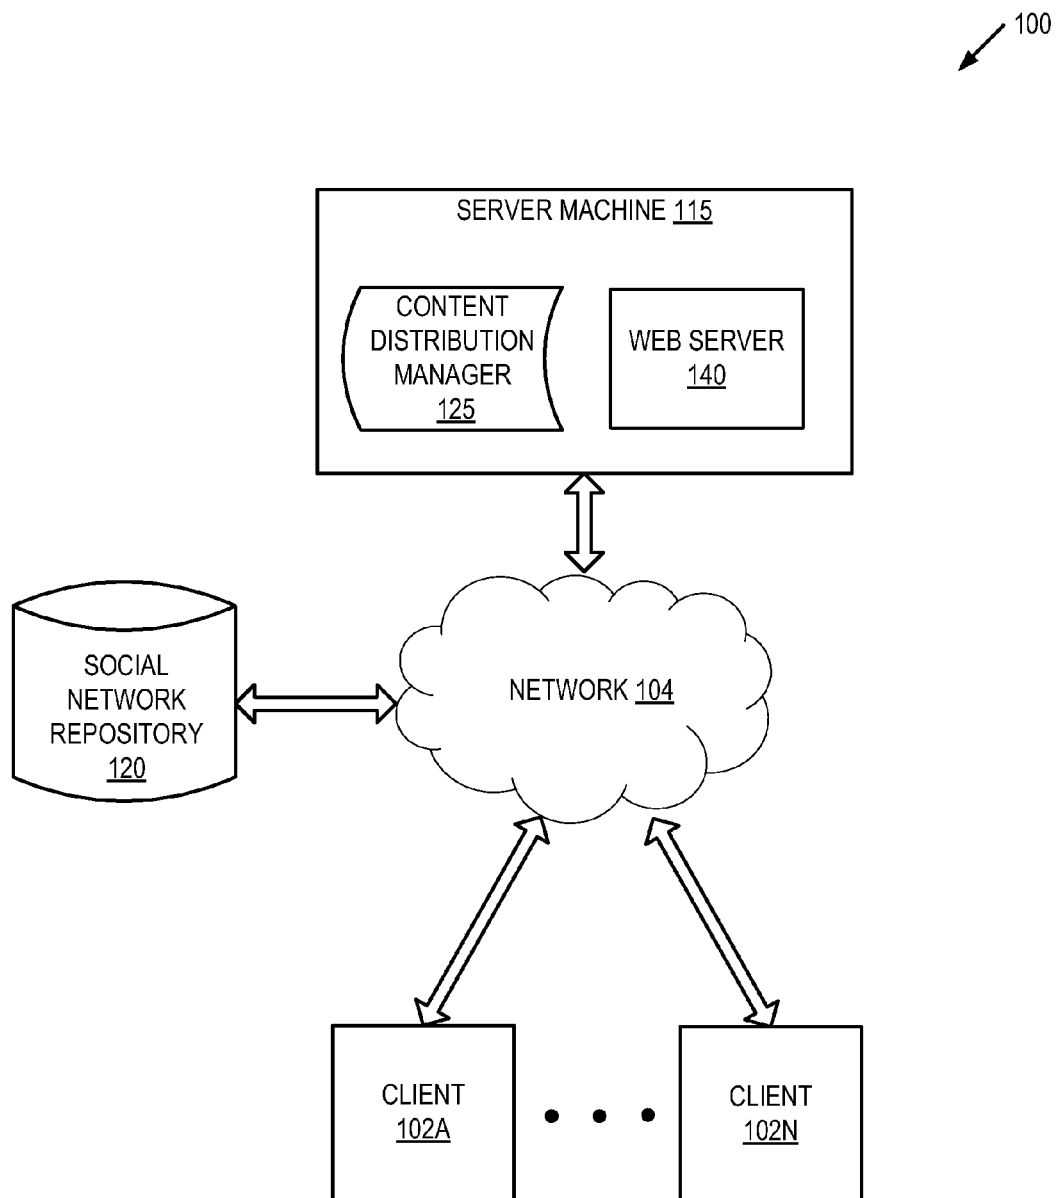 100
SERVER MACHINE 115
CONTENT
DISTRIBUTION
MANAGER
125
WEB SERVER
140
SOCIAL
NETWORK
REPOSITORY
120
NETWORK 104
CLIENT
102A
CLIENT
102N